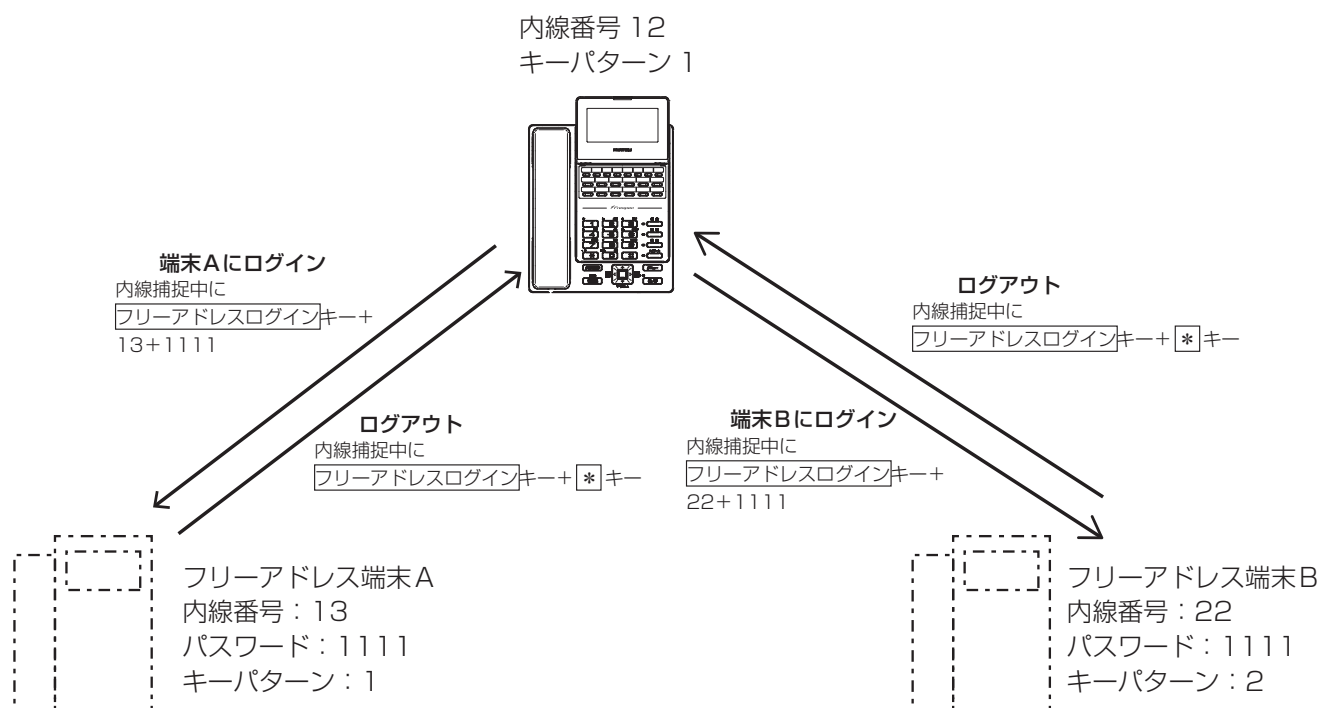 内線番号 12
キーパターン 1
端末Aにログイン
内線捕捉中に
フリーアドレスログインキー+
13+1111
ログアウト
内線捕捉中に
フリーアドレスログインキー+*キー
ログアウト
内線捕捉中に
フリーアドレスログインキー+*キー
端末Bにログイン
内線捕捉中に
フリーアドレスログインキー+
22+1111
フリーアドレス端末A
内線番号:13
パスワード:1111
キーパターン:1
フリーアドレス端末B
内線番号:22
パスワード:1111
キーパターン:2